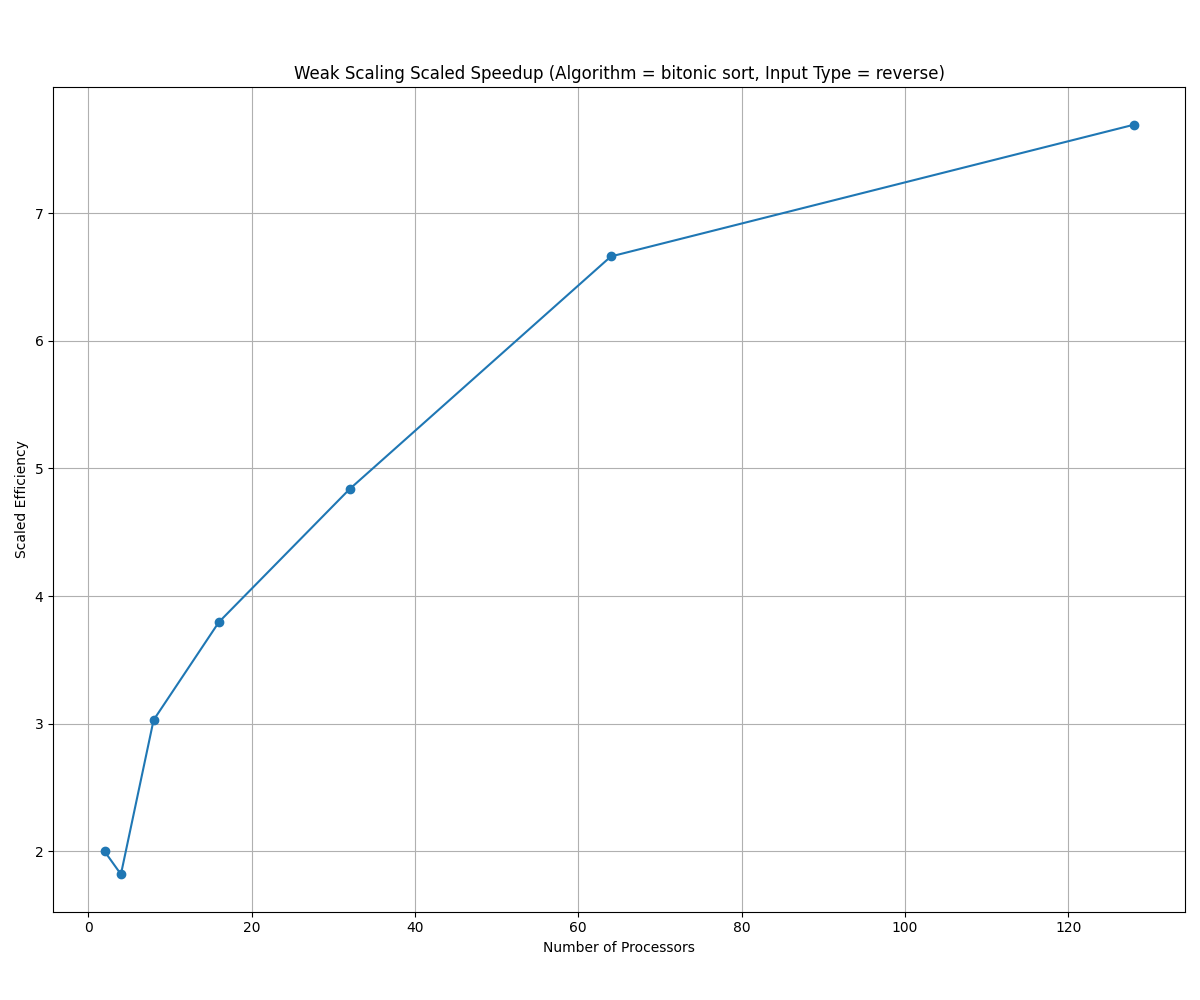 Weak Scaling Scaled Speedup (Algorithm = bitonic sort, Input Type = reverse)
Scaled Efficiency
7
6
5
4
3
2
0 20 40 60 80 100 120
Number of Processors